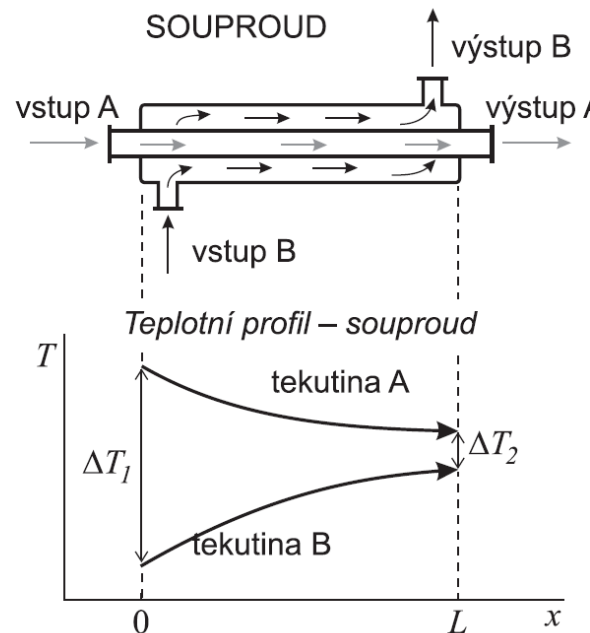 SOUPROUD
výstup B
vstup A
výstup A
vstup B
Teplotní profil – souproud
T
tekutina A
ΔT1
ΔT2
tekutina B
0
L
x